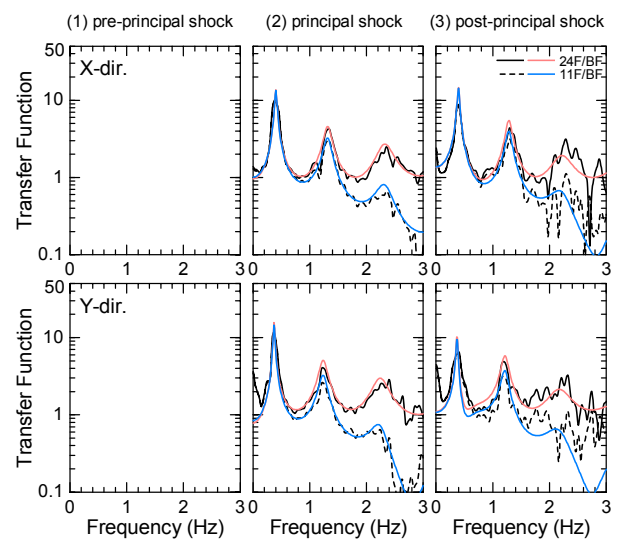 (1) pre-principal shock (2) principal shock (3) post-principal shock
X-dir.
24F/BF
11F/BF
Transfer Function
50
10
1
0.1
0 1 2 3 1 2 3 0 1 2 3
Y-dir.
Transfer Function
50
10
1
0.1
0 1 2 3 1 2 3 0 1 2 3
Frequency (Hz) Frequency (Hz) Frequency (Hz)